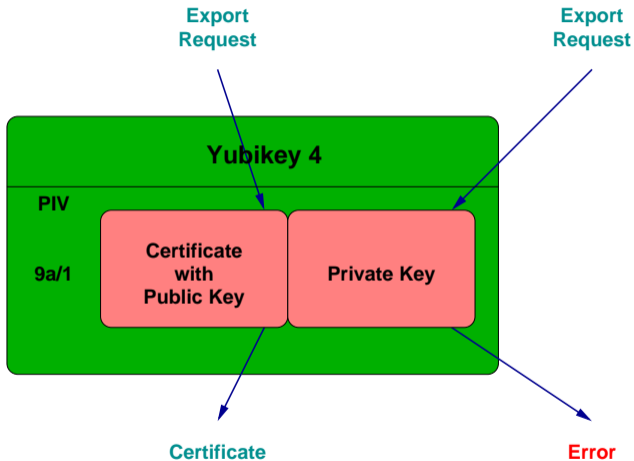 Export
Request
Export
Request
Yubikey 4
PIV
9a/1
Certificate
with
Public Key
Private Key
Certificate
Error